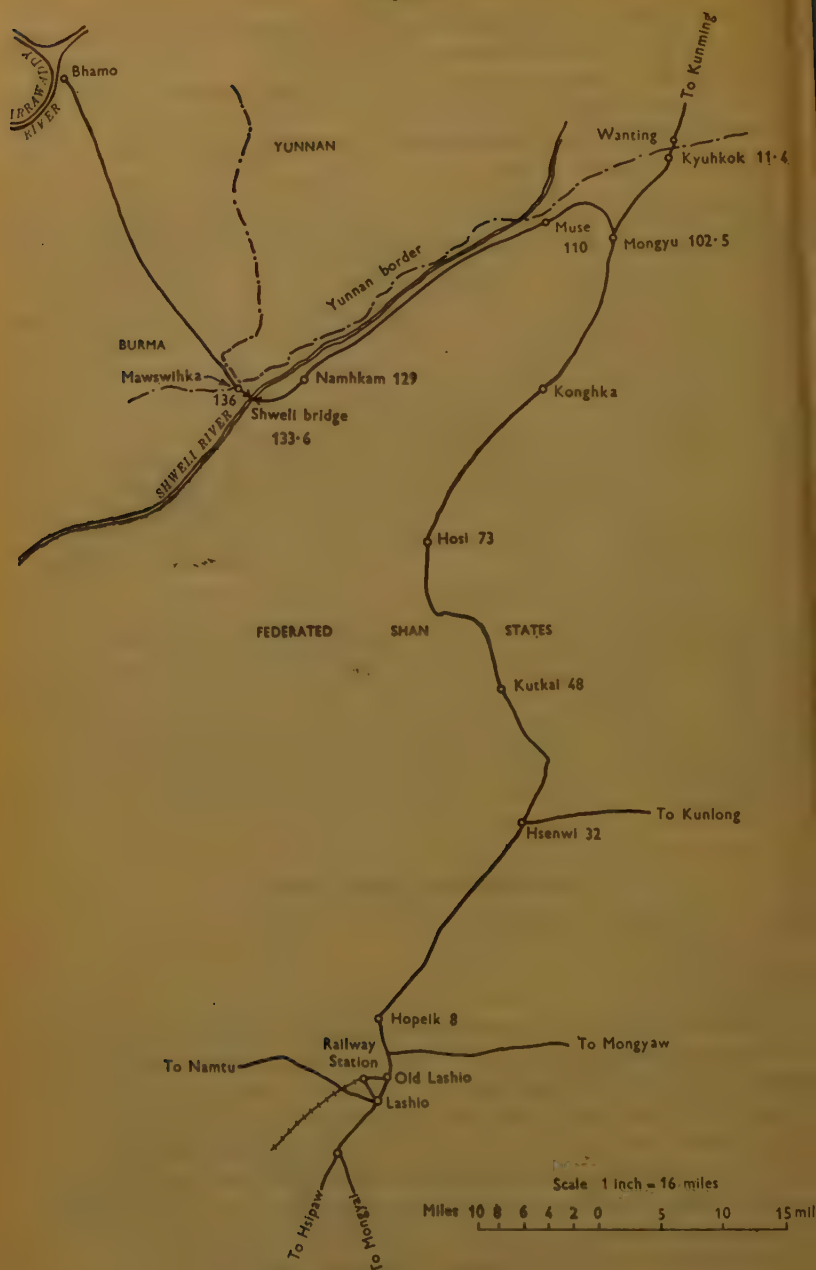 To Kunming
IRRAWADDY
RIVER
Bhamo
YUNNAN
Wanting
Kyuhkok 11·4
Muse
110
Mongyu 102·5
Yunnan border
BURMA
Mawswihka
136
Namhkam 129
Shweli bridge
133·6
SHWELI RIVER
Konghka
Hosi 73
FEDERATED SHAN STATES
Kutkai 48
To Kunlong
Hsenwi 32
Hopeik 8
Railway
Station
To Mongyaw
To Namtu
Old Lashio
Lashio
Scale 1 inch = 16 miles
Miles 10 8 6 4 2 0 5 10 15 mil
To Hsipaw
To Mongyai